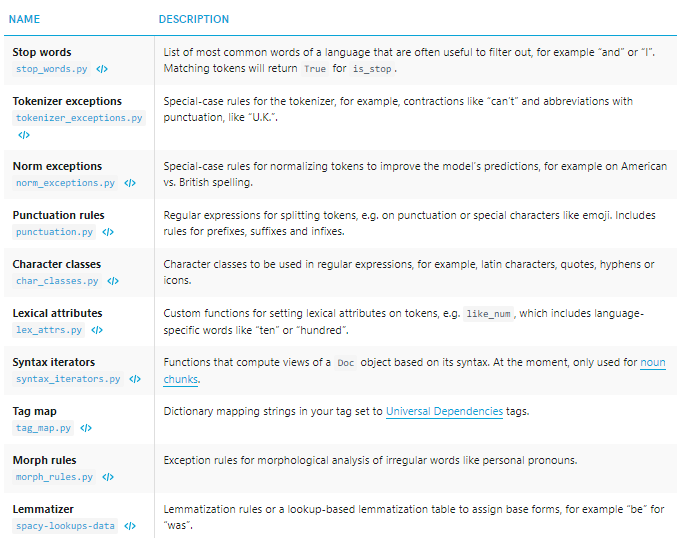 NAME DESCRIPTION
Stop words
stop_words.py </>
List of most common words of a language that are often useful to filter out, for example “and” or “I”.
Matching tokens will return True for is_stop.
Tokenizer exceptions
tokenizer_exceptions.py
</>
Special-case rules for the tokenizer, for example, contractions like “can’t” and abbreviations with
punctuation, like “U.K.”.
Norm exceptions
norm_exceptions.py </>
Special-case rules for normalizing tokens to improve the model’s predictions, for example on American
vs. British spelling.
Punctuation rules
punctuation.py </>
Regular expressions for splitting tokens, e.g. on punctuation or special characters like emoji. Includes
rules for prefixes, suffixes and infixes.
Character classes
char_classes.py </>
Character classes to be used in regular expressions, for example, latin characters, quotes, hyphens or
icons.
Lexical attributes
lex_attrs.py </>
Custom functions for setting lexical attributes on tokens, e.g. like_num, which includes language-
specific words like “ten” or “hundred”.
Syntax iterators
syntax_iterators.py </>
Functions that compute views of a Doc object based on its syntax. At the moment, only used for noun
chunks.
Tag map
tag_map.py </>
Dictionary mapping strings in your tag set to Universal Dependencies tags.
Morph rules
morph_rules.py </>
Exception rules for morphological analysis of irregular words like personal pronouns.
Lemmatizer
spacy-lookups-data </>
Lemmatization rules or a lookup-based lemmatization table to assign base forms, for example “be” for
“was”.